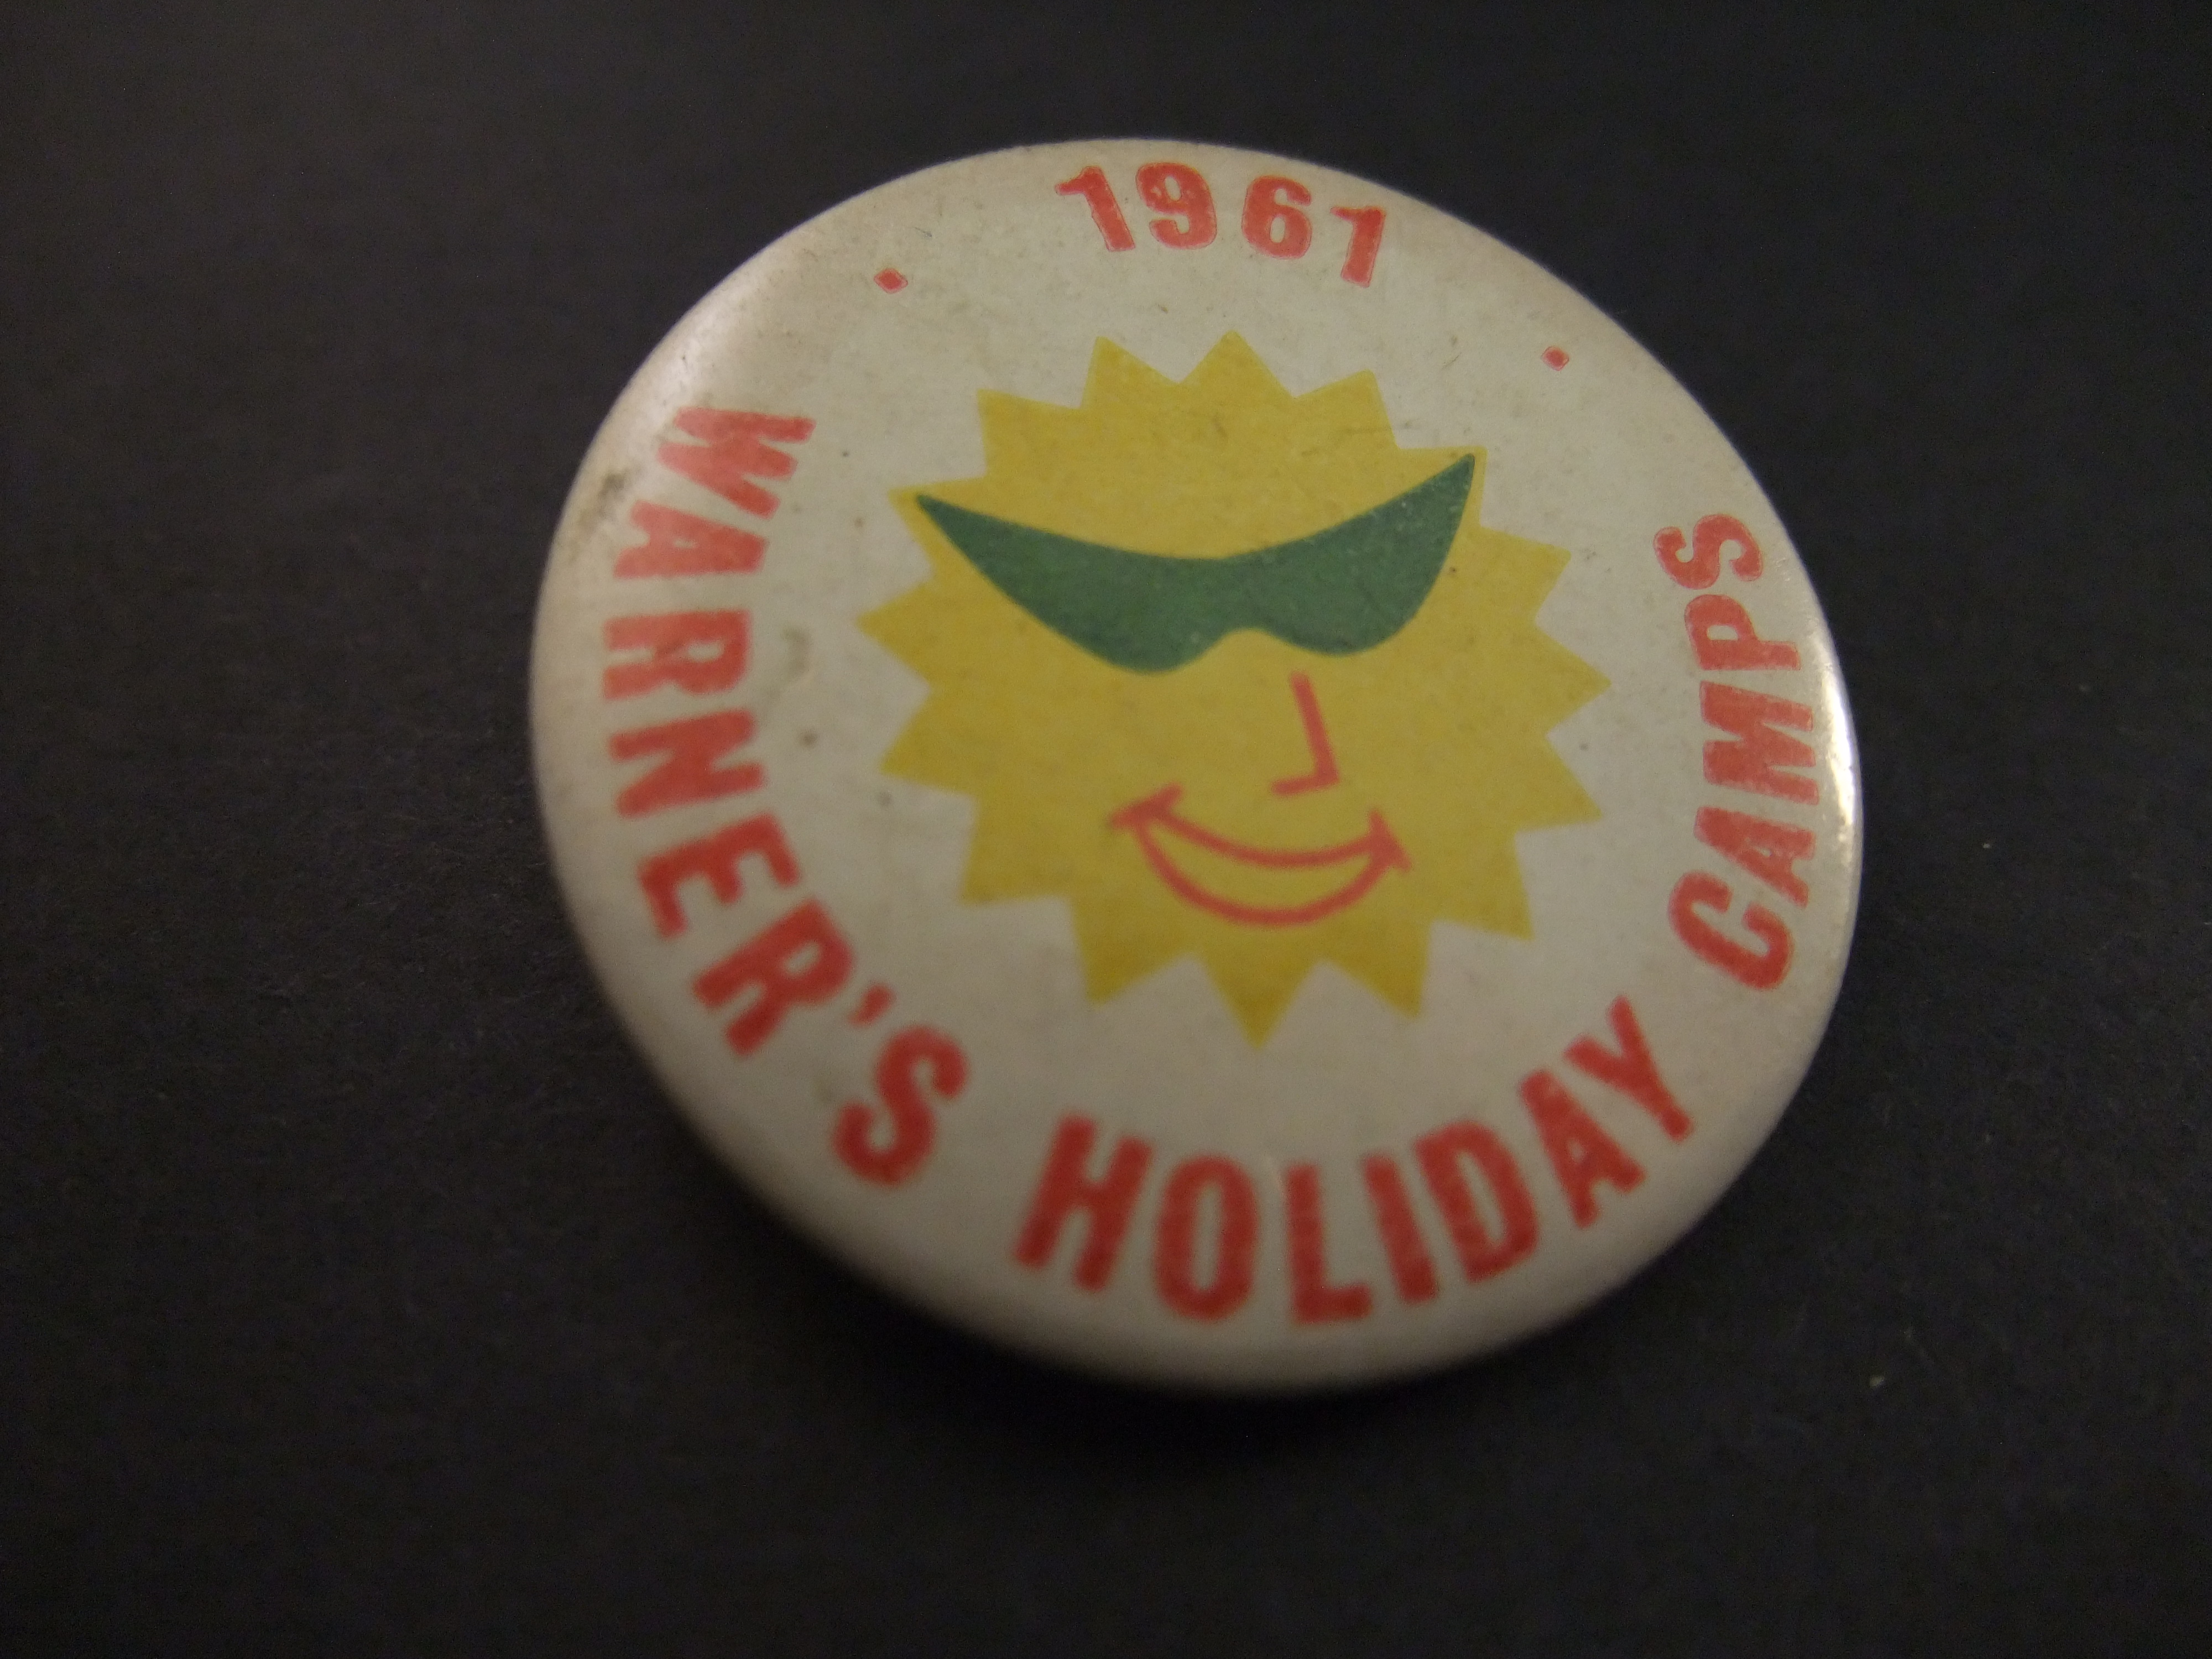 1961
WARNER'S HOLIDAY CAMPS